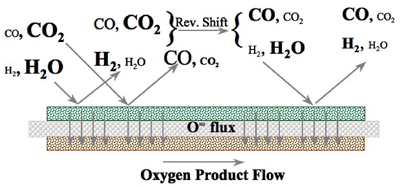 CO, CO₂
H₂, H₂O
CO, CO₂
H₂, H₂O
CO, CO₂
Rev. Shift
CO, CO₂
H₂, H₂O
CO, CO₂
H₂, H₂O
O⁼ flux
Oxygen Product Flow